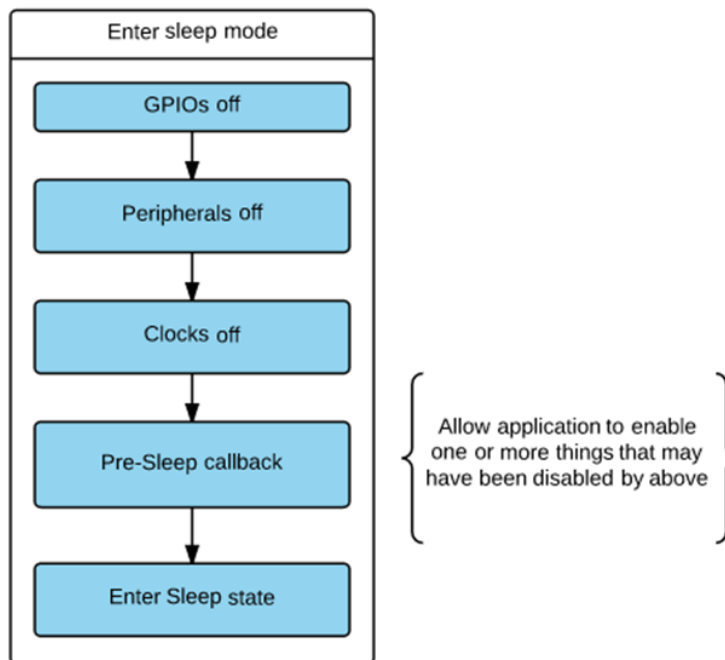 Enter sleep mode
GPIOs off
Peripherals off
Clocks off
Pre-Sleep callback
Allow application to enable
one or more things that may
have been disabled by above
Enter Sleep state